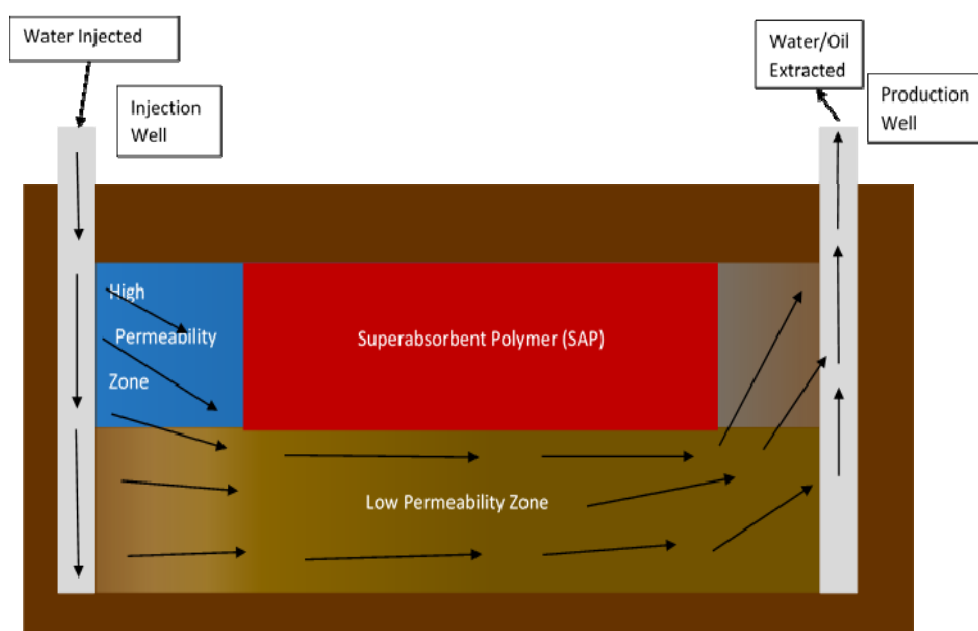 Water Injected
Injection
Well
Water/Oil
Extracted
Production
Well
High
Permeability
Zone
Superabsorbent Polymer (SAP)
Low Permeability Zone